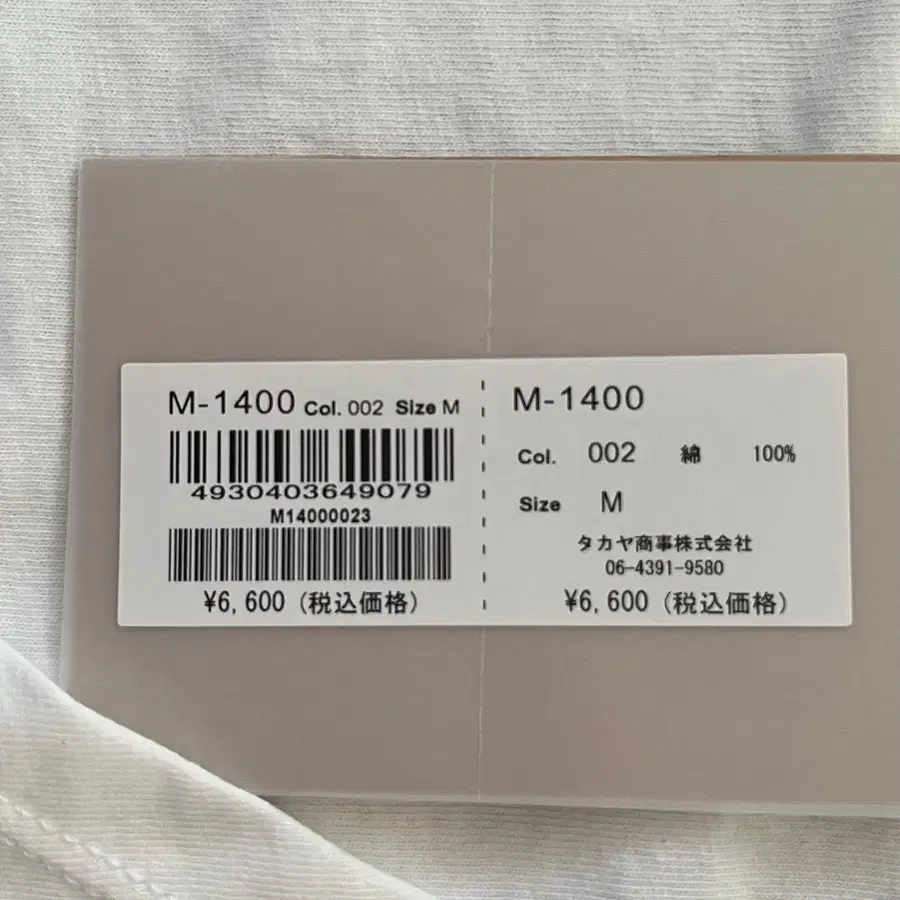 M-1400 Col. 002 Size M
4930403649079
M14000023
¥6,600 (税込価格)
M-1400
Col. 002 綿 100%
Size M
タカヤ商事株式会社
06-4391-9580
¥6,600 (税込価格)